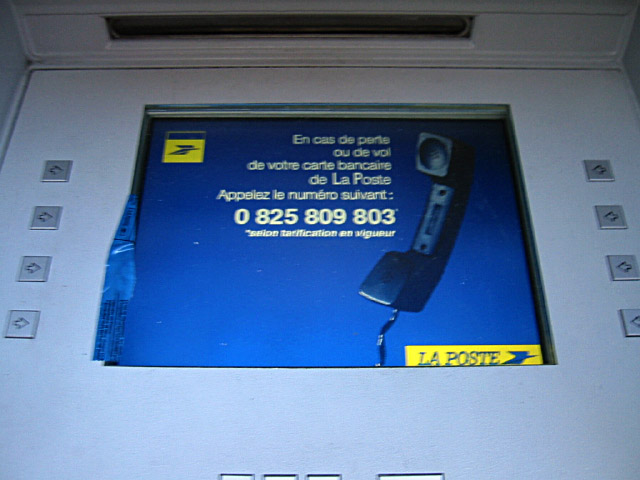 En cas de perte
ou de vol
de votre carte bancaire
de La Poste
Appelez le numéro suivant :
0 825 809 803*
*selon tarification en vigueur
LA POSTE